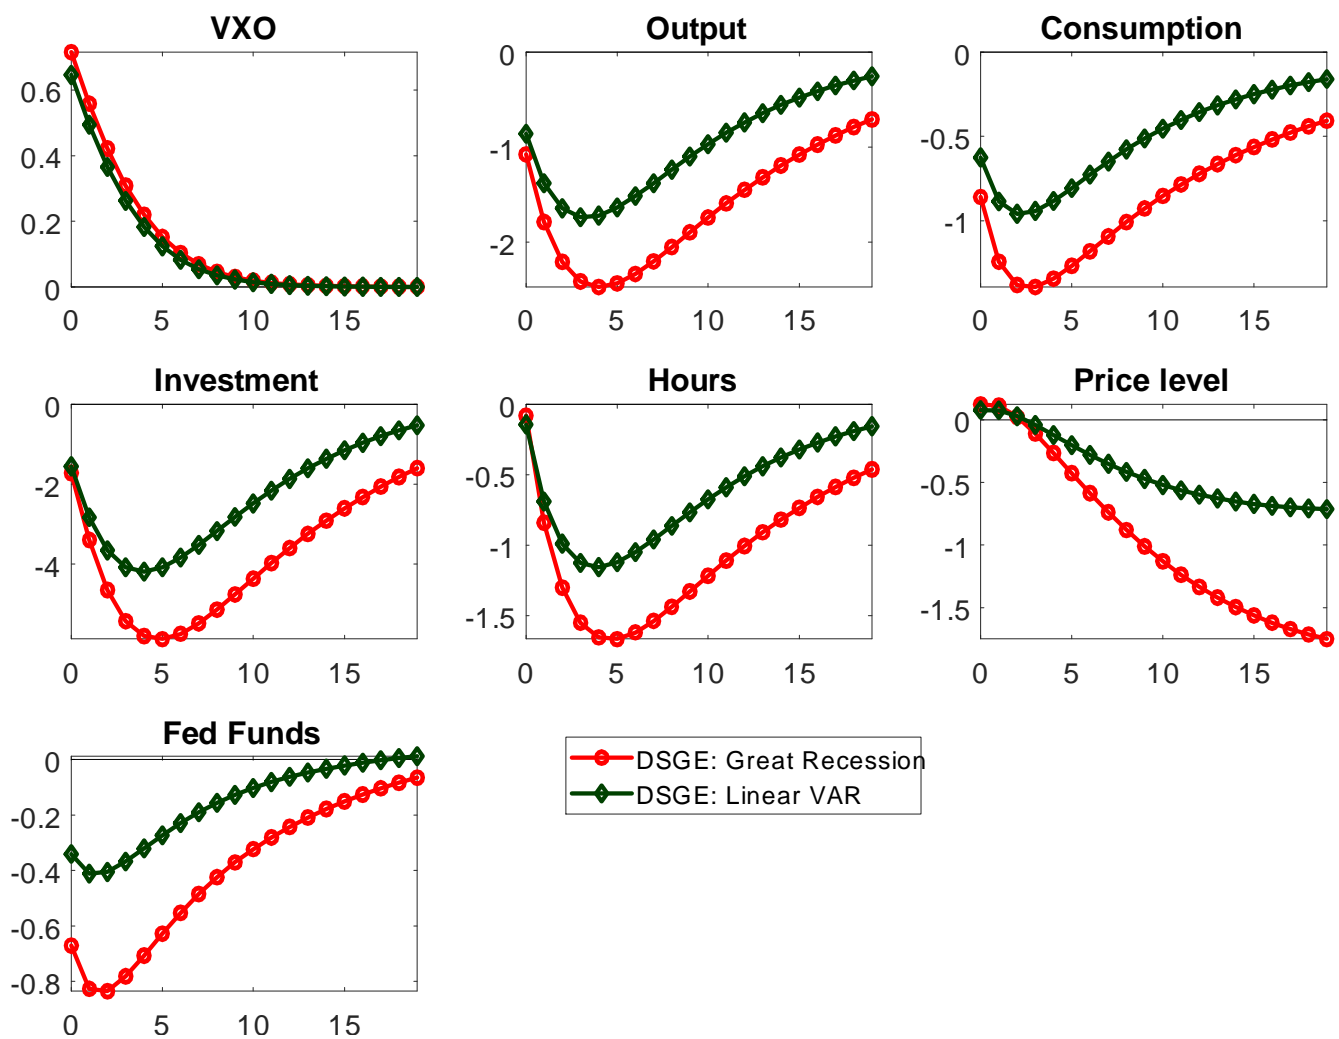 VXO
Output
Consumption
0.6
0.4
0.2
0
0 5 10 15
0
-1
-2
0 5 10 15
0
-0.5
-1
0 5 10 15
Investment
Hours
Price level
0
-2
-4
0 5 10 15
0
-0.5
-1
-1.5
0 5 10 15
0
-0.5
-1
-1.5
0 5 10 15
Fed Funds
0
-0.2
-0.4
-0.6
-0.8
0 5 10 15
DSGE: Great Recession
DSGE: Linear VAR